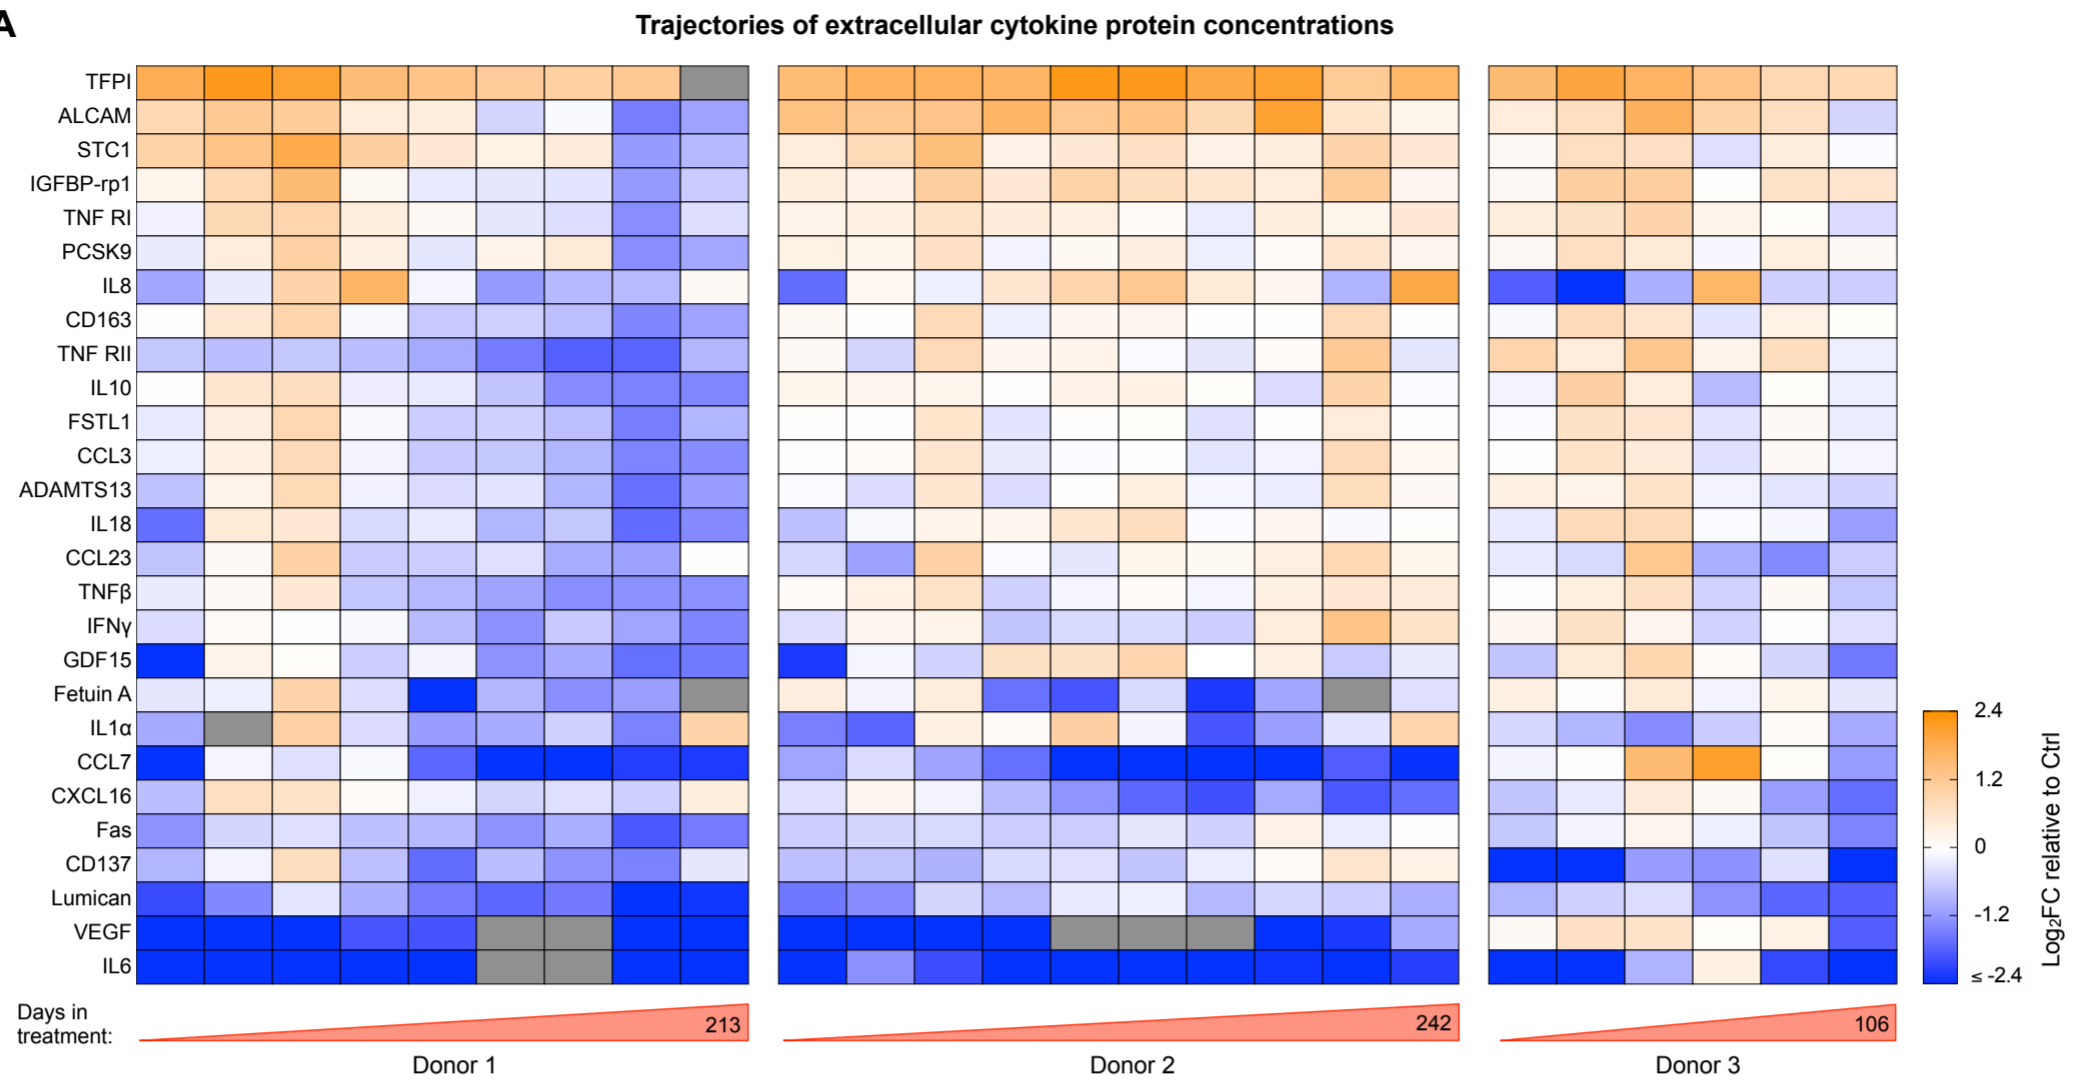 A
Trajectories of extracellular cytokine protein concentrations
TFPI
ALCAM
STC1
IGFBP-rp1
TNF RI
PCSK9
IL8
CD163
TNF RII
IL10
FSTL1
CCL3
ADAMTS13
IL18
CCL23
TNFβ
IFNγ
GDF15
Fetuin A
IL1α
CCL7
CXCL16
Fas
CD137
Lumican
VEGF
IL6
2.4
1.2
0
-1.2
≤ -2.4
Log₂FC relative to Ctrl
Days in
treatment:
213
242
106
Donor 1
Donor 2
Donor 3